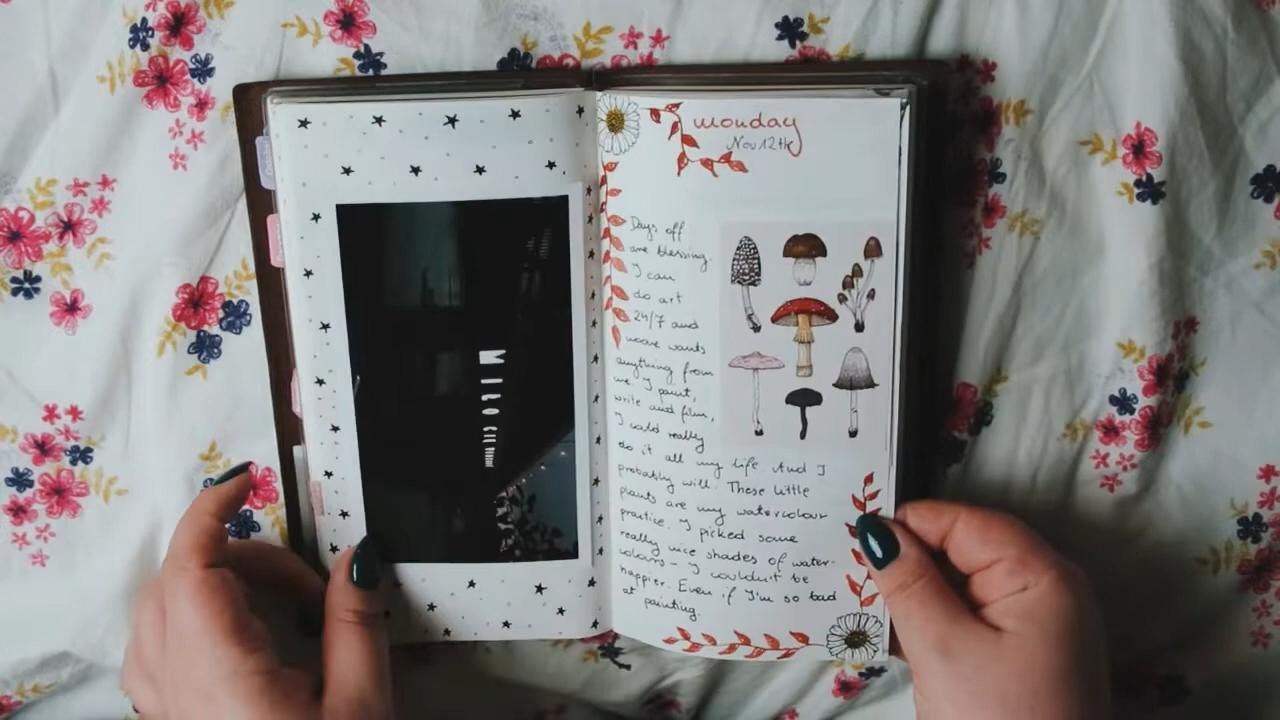 monday
Nov 12th
Days off
are blessing.
I can
do art
24/7 and
noone wants
anything from
me. I paint,
write and film,
I could really
do it all my life. And I
probably will. These little
plants are my watercolour
practice. I picked some
really nice shades of water-
colours - I couldn't be
happier. Even if I'm so bad
at painting.